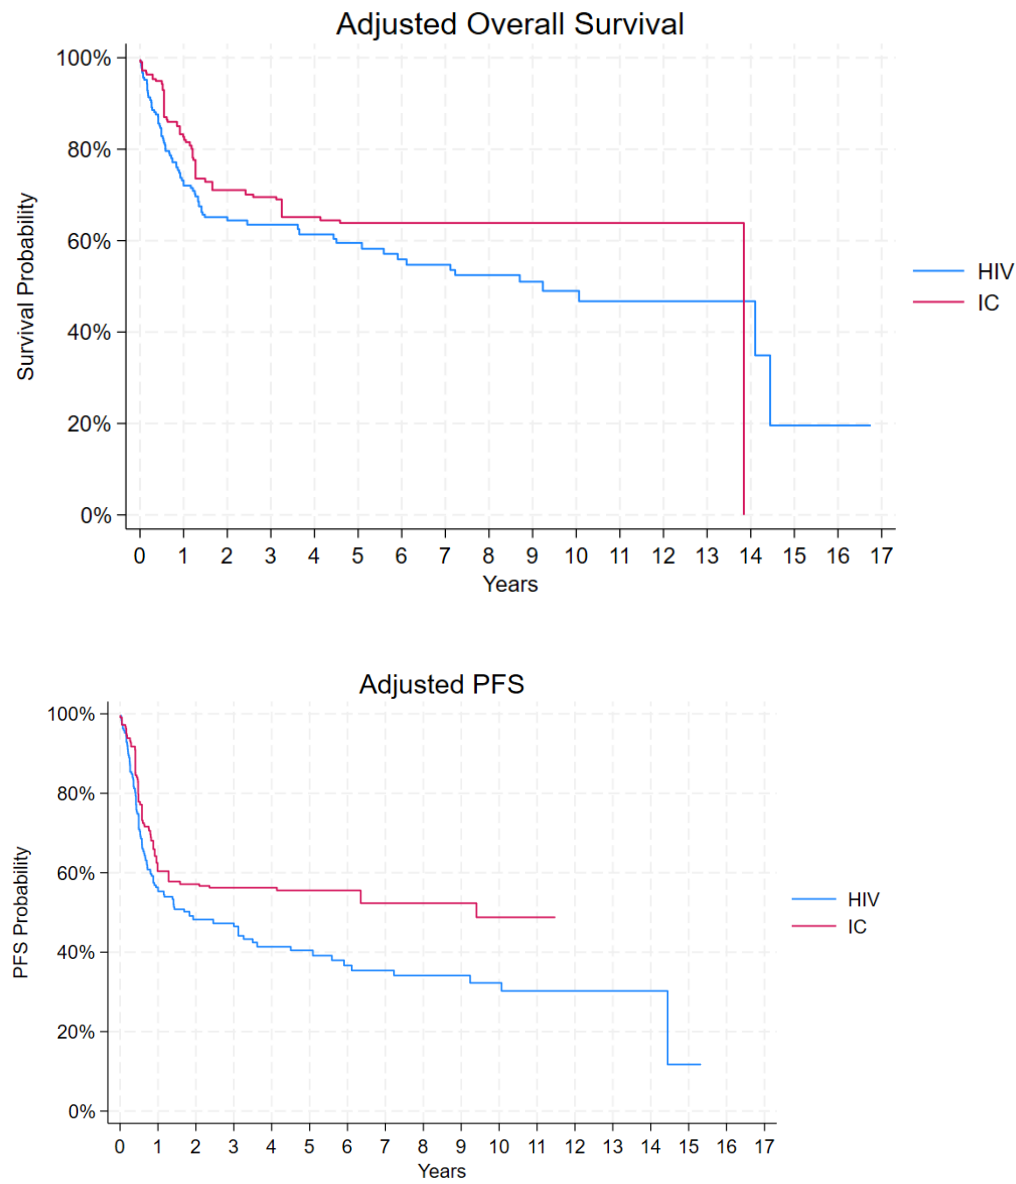 Adjusted Overall Survival
100%
80%
60%
40%
20%
0%
Survival Probability
0 1 2 3 4 5 6 7 8 9 10 11 12 13 14 15 16 17
Years
HIV
IC
Adjusted PFS
100%
80%
60%
40%
20%
0%
PFS Probability
0 1 2 3 4 5 6 7 8 9 10 11 12 13 14 15 16 17
Years
HIV
IC